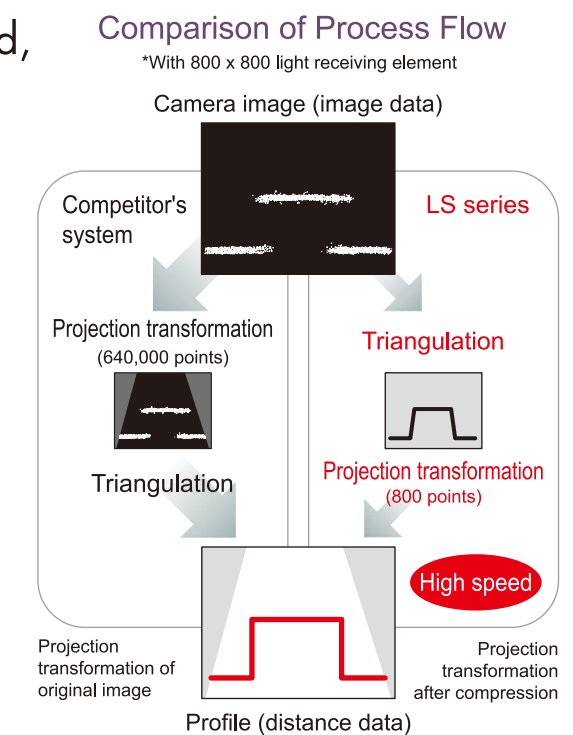 d,
Comparison of Process Flow
*With 800 x 800 light receiving element
Camera image (image data)
Competitor's
system
LS series
Projection transformation
(640,000 points)
Triangulation
Triangulation
Projection transformation
(800 points)
High speed
Projection
transformation of
original image
Projection
transformation
after compression
Profile (distance data)